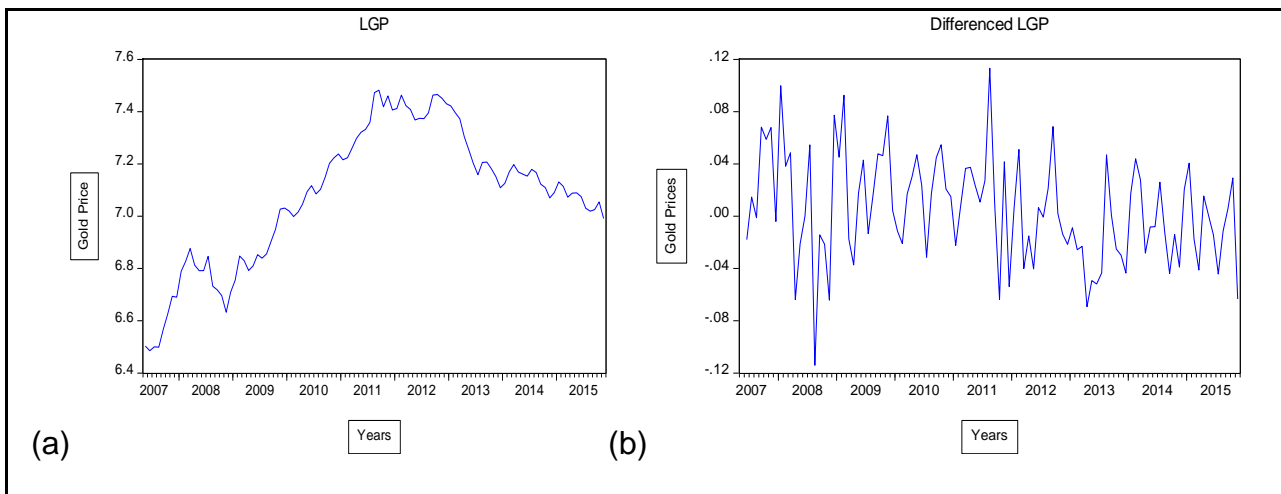 LGP
7.6
7.4
7.2
7.0
6.8
6.6
6.4
Gold Price
2007 2008 2009 2010 2011 2012 2013 2014 2015
Years
(a)
Differenced LGP
.12
.08
.04
.00
-.04
-.08
-.12
Gold Prices
2007 2008 2009 2010 2011 2012 2013 2014 2015
Years
(b)